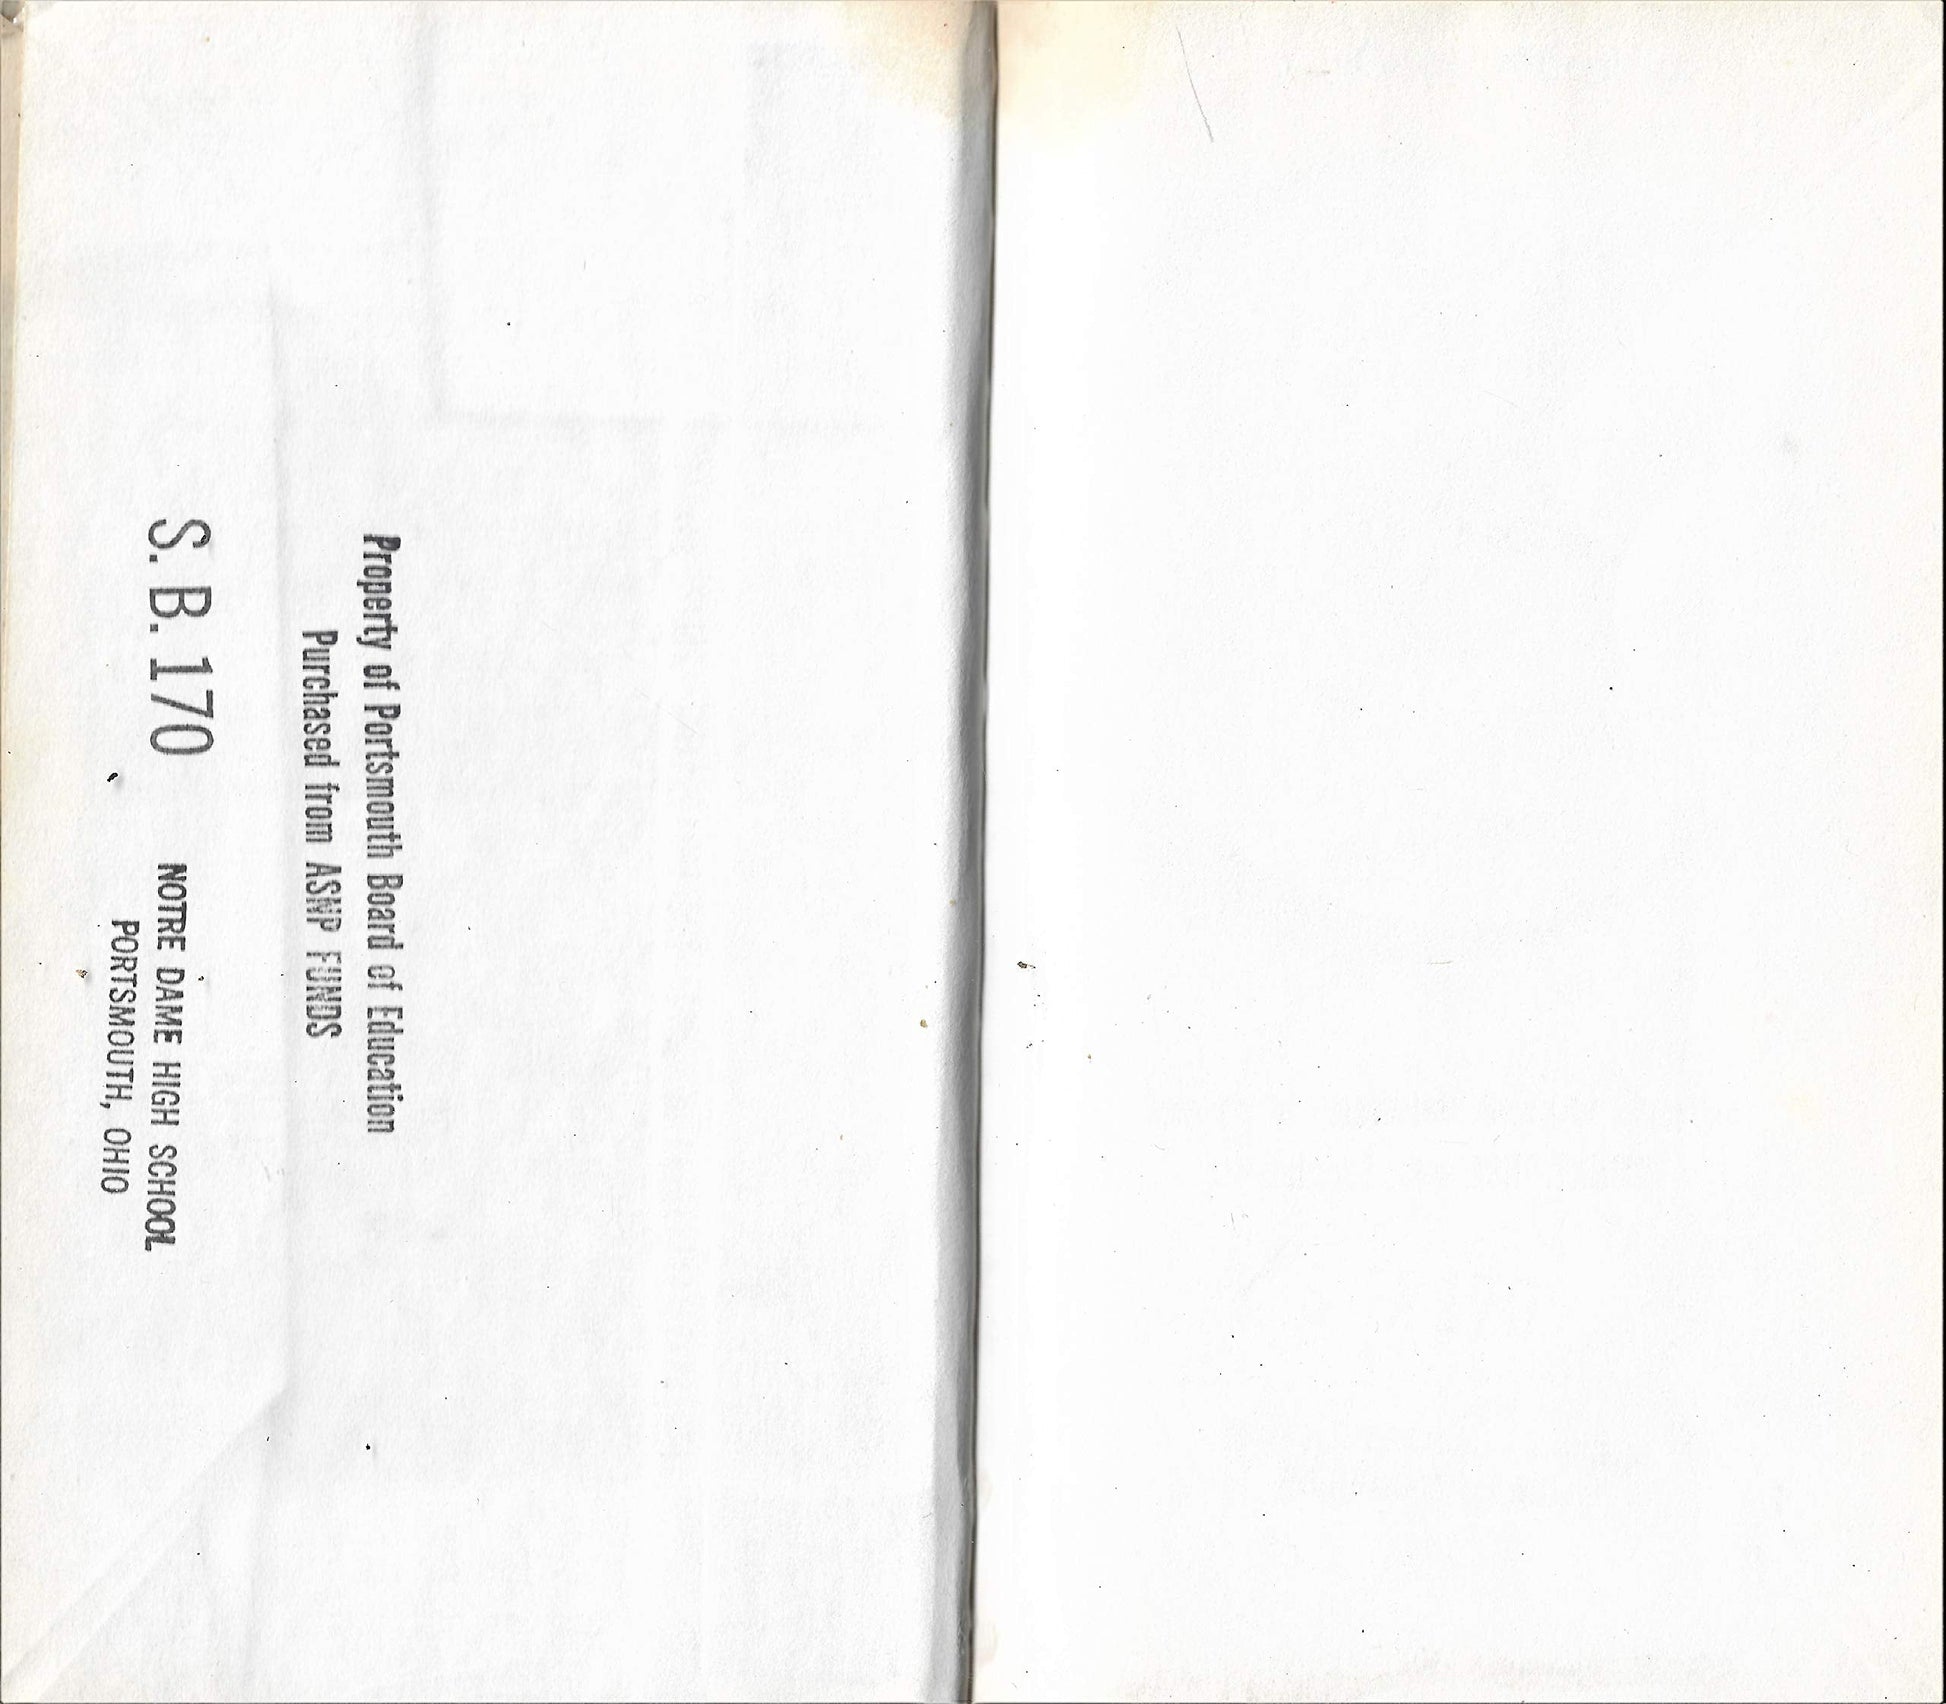 Property of Portsmouth Board of Education
Purchased from ASNP FUNDS
S. B. 170
NOTRE DAME HIGH SCHOOL
PORTSMOUTH, OHIO